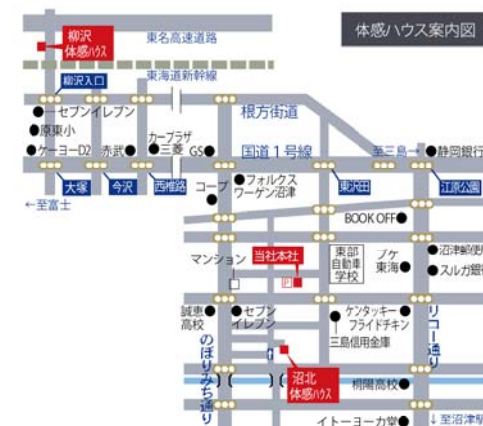 体感ハウス案内図
柳沢
体感ハウス
東名高速道路
東海道新幹線
柳沢入口
セブンイレブン
原東小
ケーヨーD2
赤武
カープラザ
三菱
GS
根方街道
国道1号線
至三島→
静岡銀行
大塚
今沢
西椎路
東沢田
江原公園
←至富士
コープ
フォルクス
ワーゲン沼津
BOOK OFF
マンション
当社本社
P
東部
自動車
学校
ブケ
東海
沼津郵便局
スルガ銀行
誠恵
高校
セブン
イレブン
三島信用金庫
ケンタッキー
フライドチキン
リコー通り
のぼりみち通り
沼北
体感ハウス
桐陽高校
イトーヨーカ堂
↓至沼津駅